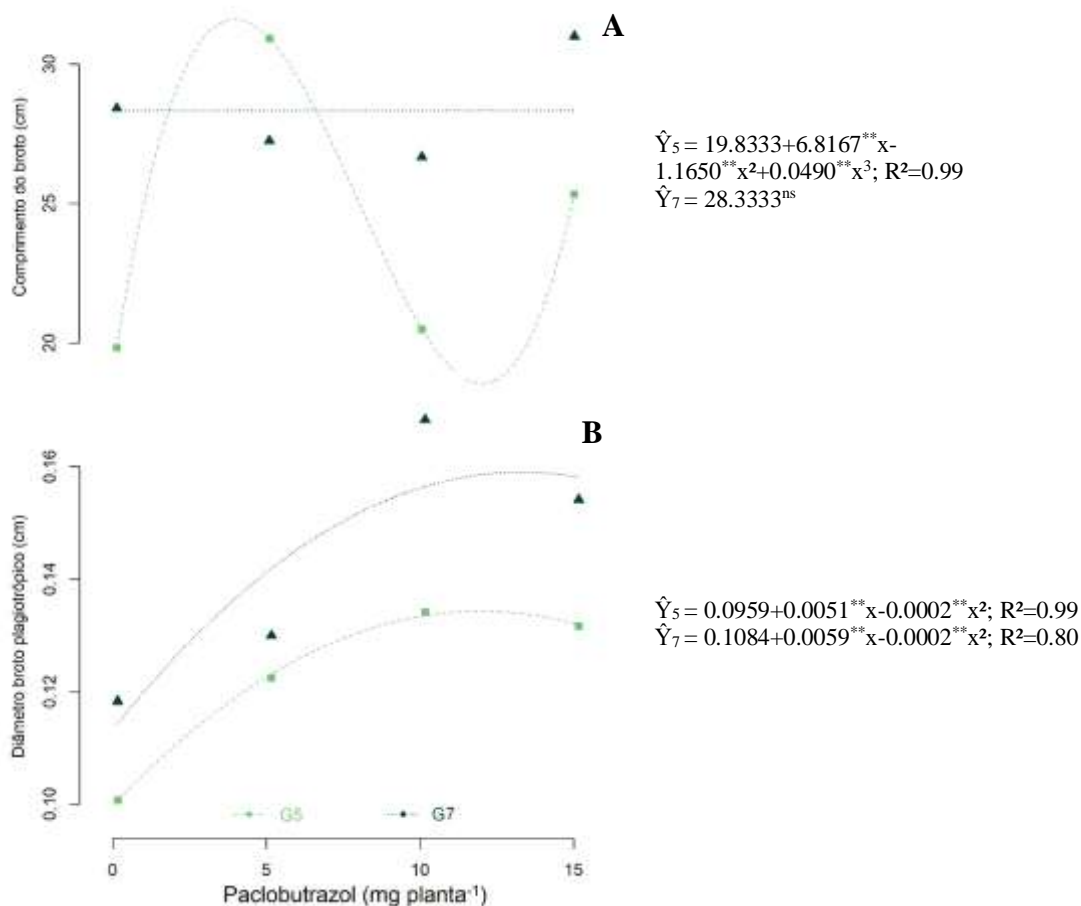 A
Comprimento do broto (cm)
30
25
20
Ŷ5 = 19.8333+6.8167**x-
1.1650**x²+0.0490**x³; R²=0.99
Ŷ7 = 28.3333ns
B
Diâmetro broto plagiotrópico (cm)
0.16
0.14
0.12
0.10
Ŷ5 = 0.0959+0.0051**x-0.0002**x²; R²=0.99
Ŷ7 = 0.1084+0.0059**x-0.0002**x²; R²=0.80
G5 G7
0 5 10 15
Paclobutrazol (mg planta-1)